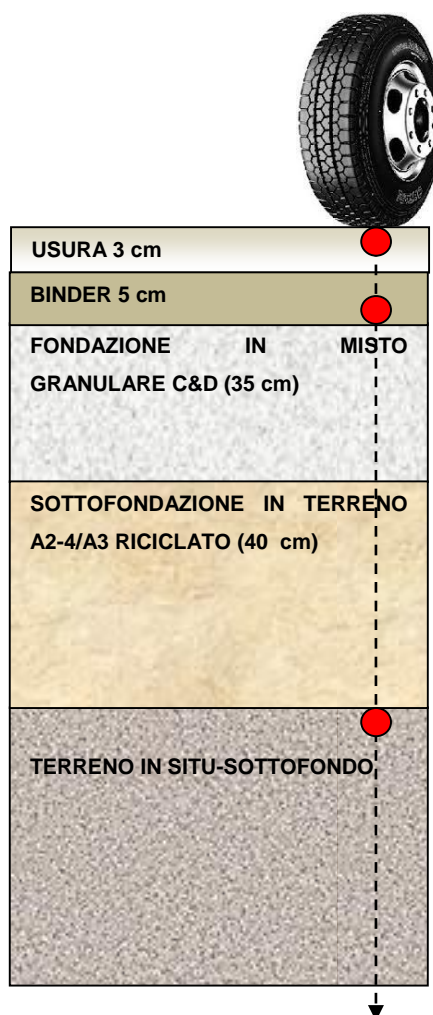 USURA 3 cm
BINDER 5 cm
FONDAZIONE IN MISTO
GRANULARE C&D (35 cm)
SOTTOFONDAZIONE IN TERRENO
A2-4/A3 RICICLATO (40 cm)
TERRENO IN SITU-SOTTOFONDO